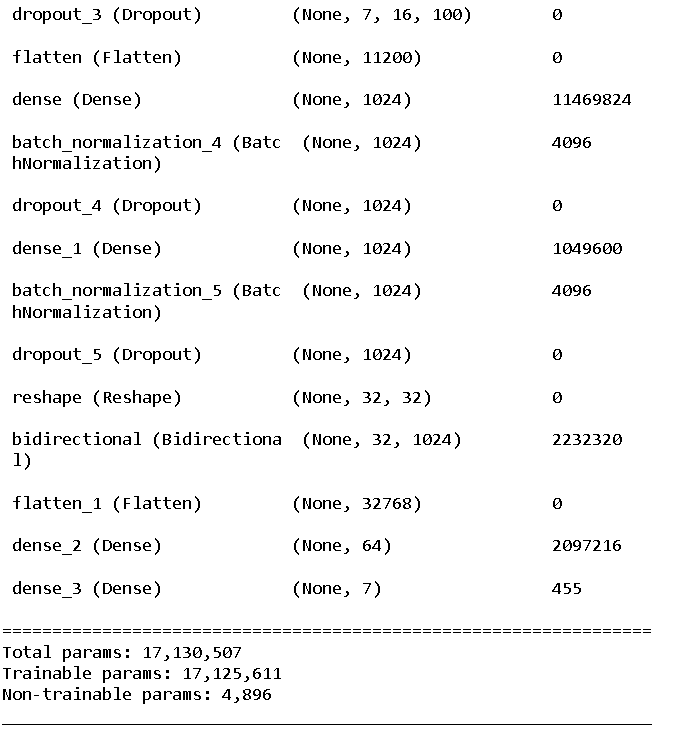 dropout_3 (Dropout) (None, 7, 16, 100) 0
flatten (Flatten) (None, 11200) 0
dense (Dense) (None, 1024) 11469824
batch_normalization_4 (Batc (None, 1024) 4096
hNormalization)
dropout_4 (Dropout) (None, 1024) 0
dense_1 (Dense) (None, 1024) 1049600
batch_normalization_5 (Batc (None, 1024) 4096
hNormalization)
dropout_5 (Dropout) (None, 1024) 0
reshape (Reshape) (None, 32, 32) 0
bidirectional (Bidirectiona (None, 32, 1024) 2232320
l)
flatten_1 (Flatten) (None, 32768) 0
dense_2 (Dense) (None, 64) 2097216
dense_3 (Dense) (None, 7) 455
=================================================================
Total params: 17,130,507
Trainable params: 17,125,611
Non-trainable params: 4,896
_________________________________________________________________